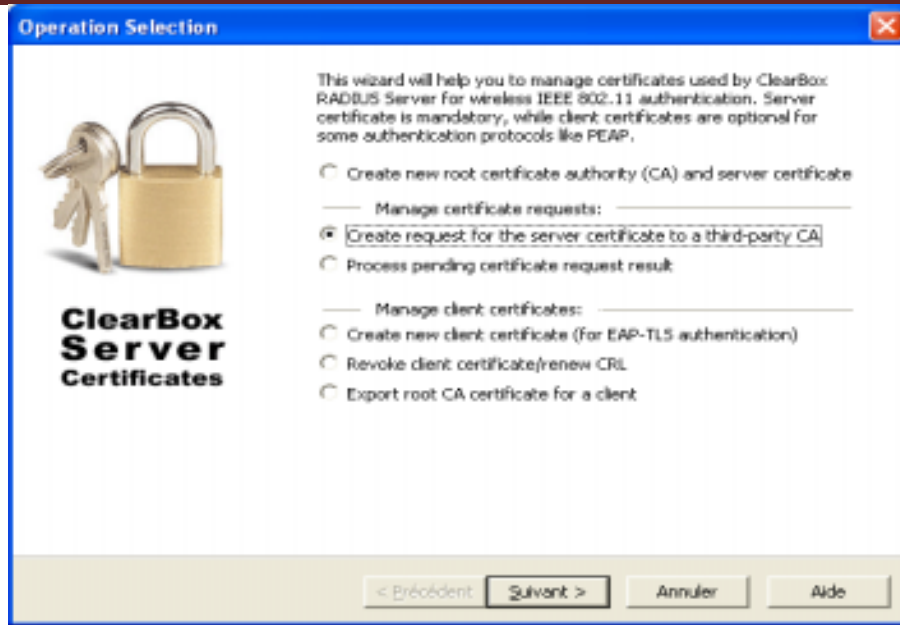 Operation Selection
This wizard will help you to manage certificates used by ClearBox
RADIUS Server for wireless IEEE 802.11 authentication. Server
certificate is mandatory, while client certificates are optional for
some authentication protocols like PEAP.
Create new root certificate authority (CA) and server certificate
Manage certificate requests:
Create request for the server certificate to a third-party CA
Process pending certificate request result
Manage client certificates:
Create new client certificate (for EAP-TLS authentication)
Revoke client certificate/renew CRL
Export root CA certificate for a client
ClearBox
Server
Certificates
< Précédent
Suivant >
Annuler
Aide